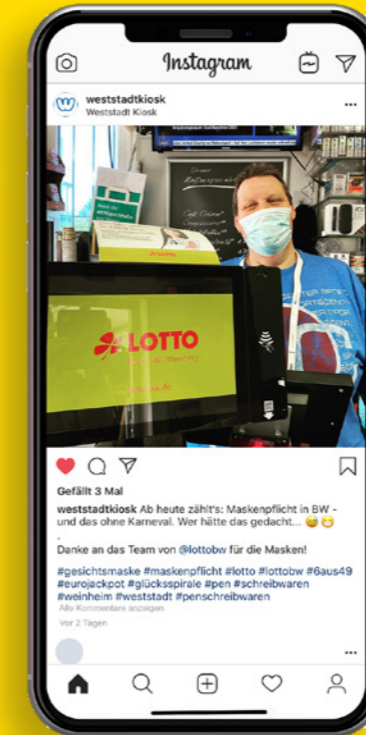 Instagram
weststadtkiosk
Weststadt Kiosk
LOTTO
Gefällt 3 Mal
weststadtkiosk Ab heute zählt's: Maskenpflicht in BW -
und das ohne Karneval. Wer hätte das gedacht... 😅😁
.
Danke an das Team von @lottobw für die Masken!
#gesichtsmaske #maskenpflicht #lotto #lottobw #6aus49
#eurojackpot #glücksspirale #pen #schreibwaren
#weinheim #weststadt #penschreibwaren
Alle Kommentare anzeigen
Vor 2 Tagen